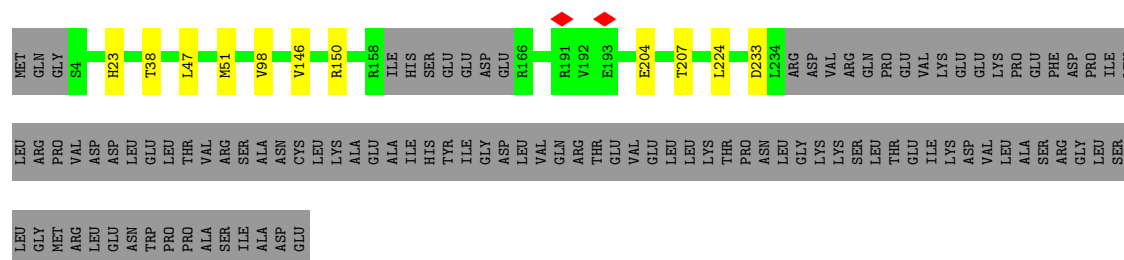 MET GLN GLY S4 H23 T38 L47 M51 V98 V146 R150 R158 ILE HIS SER GLU GLU ASP GLU R166 R191 V192 E193 E204 T207 L224 D233 L234 ARG ASP VAL ARG GLN PRO GLU VAL LYS GLU GLU LYS PRO GLU PHE ASP PRO ILE
LEU ARG PRO VAL ASP ASP LEU GLU LEU THR VAL ARG SER ALA ASN CYS LEU LYS ALA GLU ALA ILE HIS TYR ILE GLY ASP LEU VAL GLN ARG THR GLU VAL GLU LEU LEU LYS THR PRO ASN LEU GLY LYS LYS SER LEU THR GLU ILE LYS ASP VAL LEU ALA SER ARG GLY LEU SER
LEU GLY MET ARG LEU GLU ASN TRP PRO PRO ALA SER ILE ALA ASP GLU